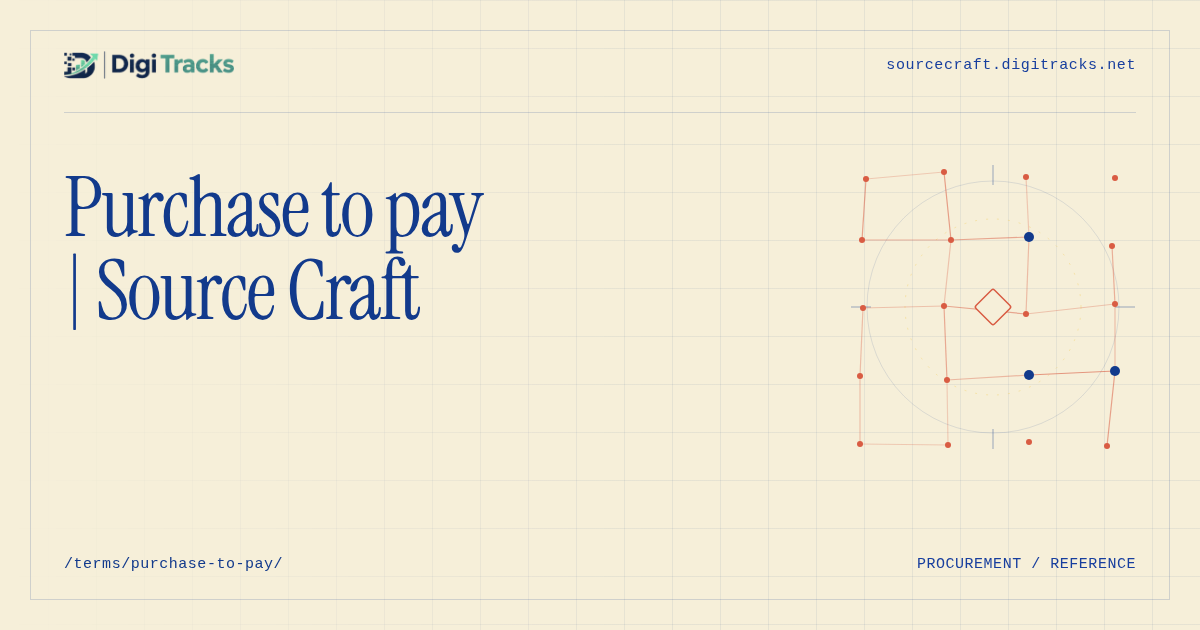 Digi Tracks
sourcecraft.digitracks.net
Purchase to pay
| Source Craft
/terms/purchase-to-pay/
PROCUREMENT / REFERENCE